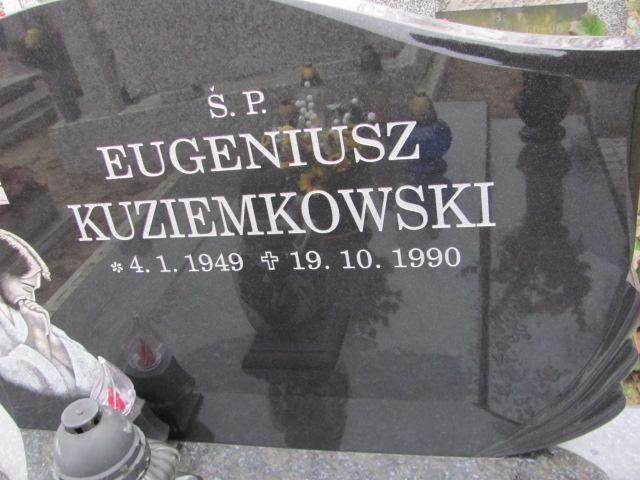 Ś. P.
EUGENIUSZ
KUZIEMKOWSKI
* 4. 1. 1949 ✝ 19. 10. 1990